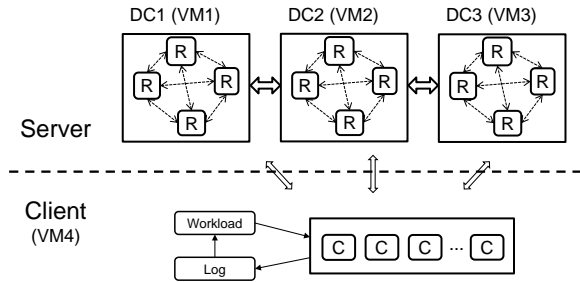 DC1 (VM1) DC2 (VM2) DC3 (VM3)
R R R
R R R R R R
R R R
Server
Client
(VM4)
Workload
C C C ... C
Log